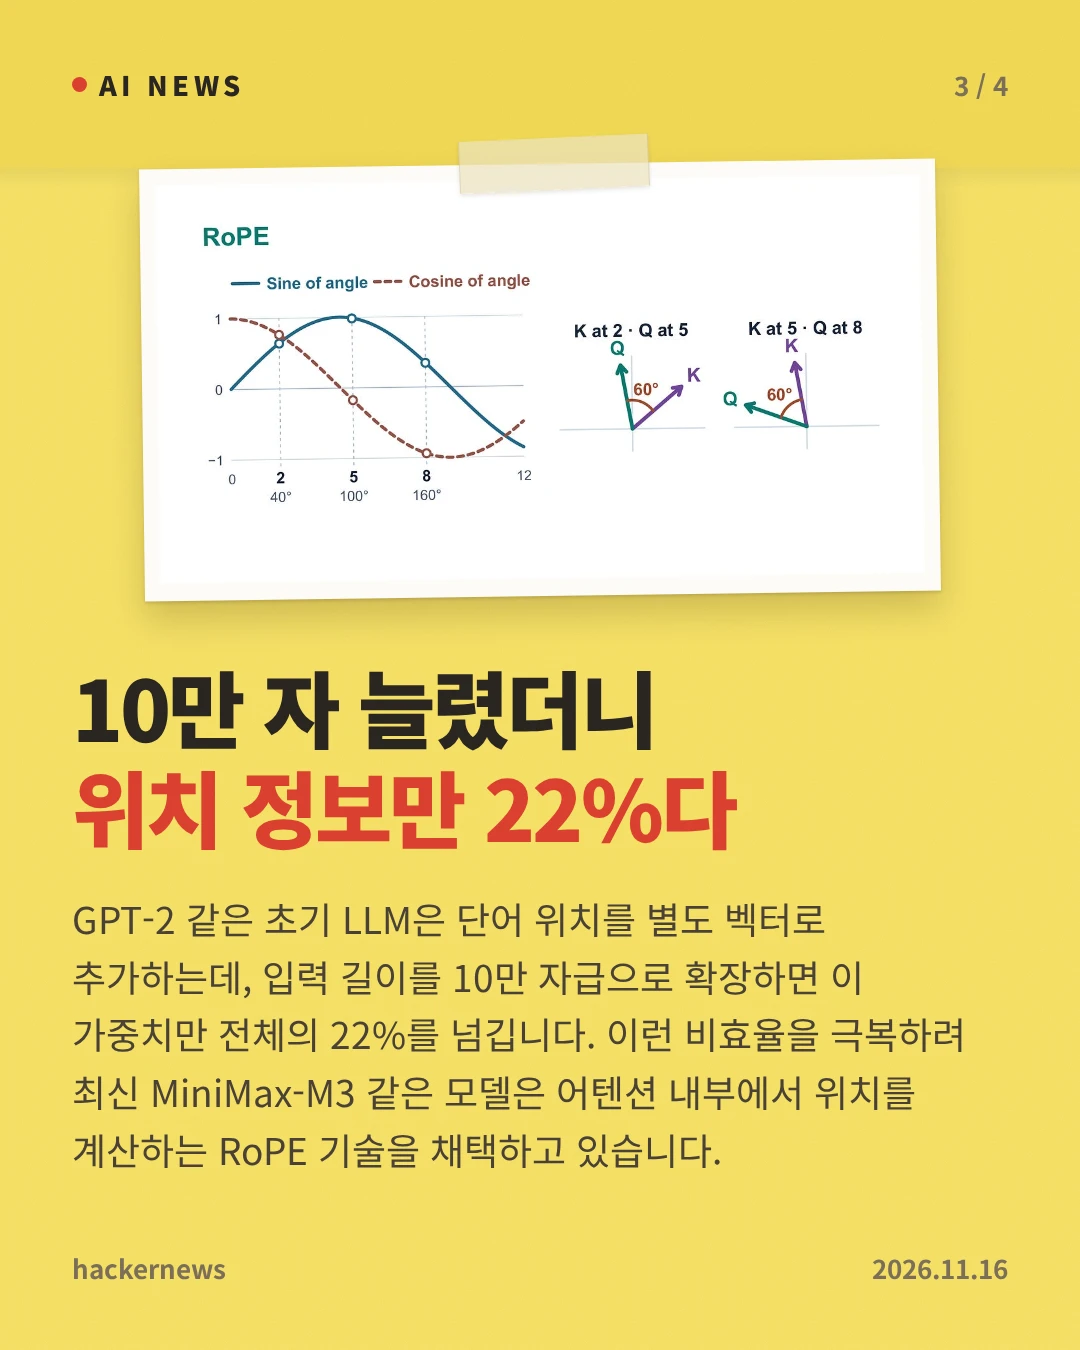 AI NEWS
3 / 4
RoPE
Sine of angle
Cosine of angle
1
0
−1
0
2
5
8
12
40°
100°
160°
K at 2 · Q at 5
Q
K
60°
K at 5 · Q at 8
K
Q
60°
10만 자 늘렸더니
위치 정보만 22%다
GPT-2 같은 초기 LLM은 단어 위치를 별도 벡터로
추가하는데, 입력 길이를 10만 자급으로 확장하면 이
가중치만 전체의 22%를 넘깁니다. 이런 비효율을 극복하려
최신 MiniMax-M3 같은 모델은 어텐션 내부에서 위치를
계산하는 RoPE 기술을 채택하고 있습니다.
hackernews
2026.11.16